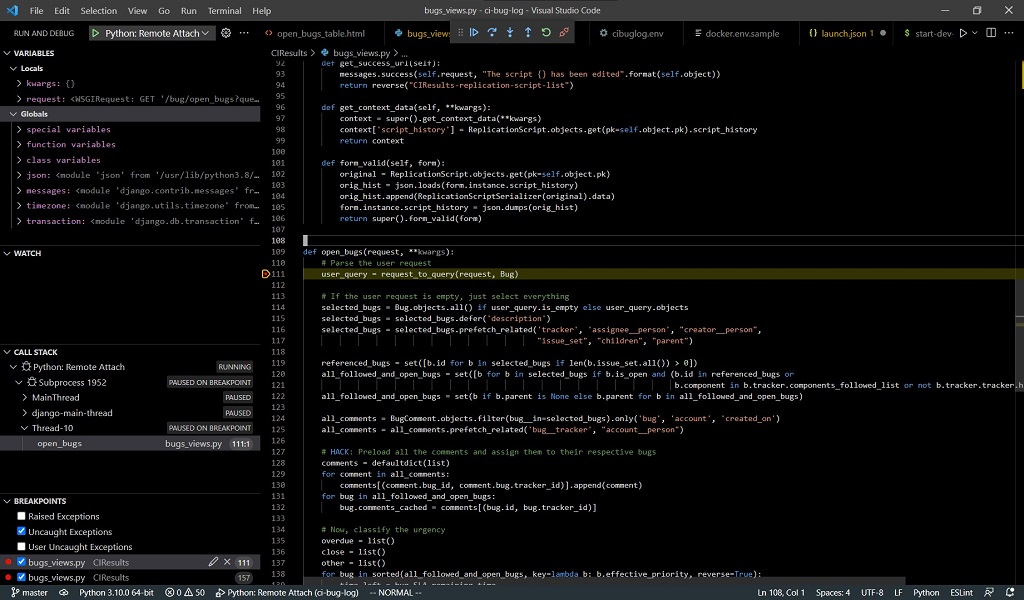 File Edit Selection View Go Run Terminal Help
bugs_views.py - ci-bug-log - Visual Studio Code
RUN AND DEBUG Python: Remote Attach
open_bugs_table.html bugs_views cibuglog.env docker.env.sample launch.json 1 start-dev
CIResults > bugs_views.py > ...
VARIABLES
Locals
kwargs: {}
request: <WSGIRequest: GET '/bug/open_bugs?que…
Globals
special variables
function variables
class variables
json: <module 'json' from '/usr/lib/python3.8/…
messages: <module 'django.contrib.messages' fr…
timezone: <module 'django.utils.timezone' from…
transaction: <module 'django.db.transaction' f…
WATCH
CALL STACK
Python: Remote Attach RUNNING
Subprocess 1952 PAUSED ON BREAKPOINT
MainThread PAUSED
django-main-thread PAUSED
Thread-10 PAUSED ON BREAKPOINT
open_bugs bugs_views.py 111:1
BREAKPOINTS
Raised Exceptions
Uncaught Exceptions
User Uncaught Exceptions
bugs_views.py CIResults 111
bugs_views.py CIResults 157
92 def get_success_url(self):
93 messages.success(self.request, "The script {} has been edited".format(self.object))
94 return reverse("CIResults-replication-script-list")
95
96 def get_context_data(self, **kwargs):
97 context = super().get_context_data(**kwargs)
98 context['script_history'] = ReplicationScript.objects.get(pk=self.object.pk).script_history
99 return context
100
101 def form_valid(self, form):
102 original = ReplicationScript.objects.get(pk=self.object.pk)
103 orig_hist = json.loads(form.instance.script_history)
104 orig_hist.append(ReplicationScriptSerializer(original).data)
105 form.instance.script_history = json.dumps(orig_hist)
106 return super().form_valid(form)
107
108
109 def open_bugs(request, **kwargs):
110 # Parse the user request
111 user_query = request_to_query(request, Bug)
112
113 # If the user request is empty, just select everything
114 selected_bugs = Bug.objects.all() if user_query.is_empty else user_query.objects
115 selected_bugs = selected_bugs.defer('description')
116 selected_bugs = selected_bugs.prefetch_related('tracker', 'assignee__person', "creator__person",
117 "issue_set", "children", "parent")
118
119 referenced_bugs = set([b.id for b in selected_bugs if len(b.issue_set.all()) > 0])
120 all_followed_and_open_bugs = set([b for b in selected_bugs if b.is_open and (b.id in referenced_bugs or
121 b.component in b.tracker.components_followed_list or not b.tracker.tracker.h
122 all_followed_and_open_bugs = set(b if b.parent is None else b.parent for b in all_followed_and_open_bugs)
123
124 all_comments = BugComment.objects.filter(bug__in=selected_bugs).only('bug', 'account', 'created_on')
125 all_comments = all_comments.prefetch_related('bug__tracker', "account__person")
126
127 # HACK: Preload all the comments and assign them to their respective bugs
128 comments = defaultdict(list)
129 for comment in all_comments:
130 comments[(comment.bug_id, comment.bug.tracker_id)].append(comment)
131 for bug in all_followed_and_open_bugs:
132 bug.comments_cached = comments[(bug.id, bug.tracker_id)]
133
134 # Now, classify the urgency
135 overdue = list()
136 close = list()
137 other = list()
138 for bug in sorted(all_followed_and_open_bugs, key=lambda b: b.effective_priority, reverse=True):
master Python 3.10.0 64-bit 0 50 Python: Remote Attach (ci-bug-log) -- NORMAL -- Ln 108, Col 1 Spaces: 4 UTF-8 LF Python ESLint